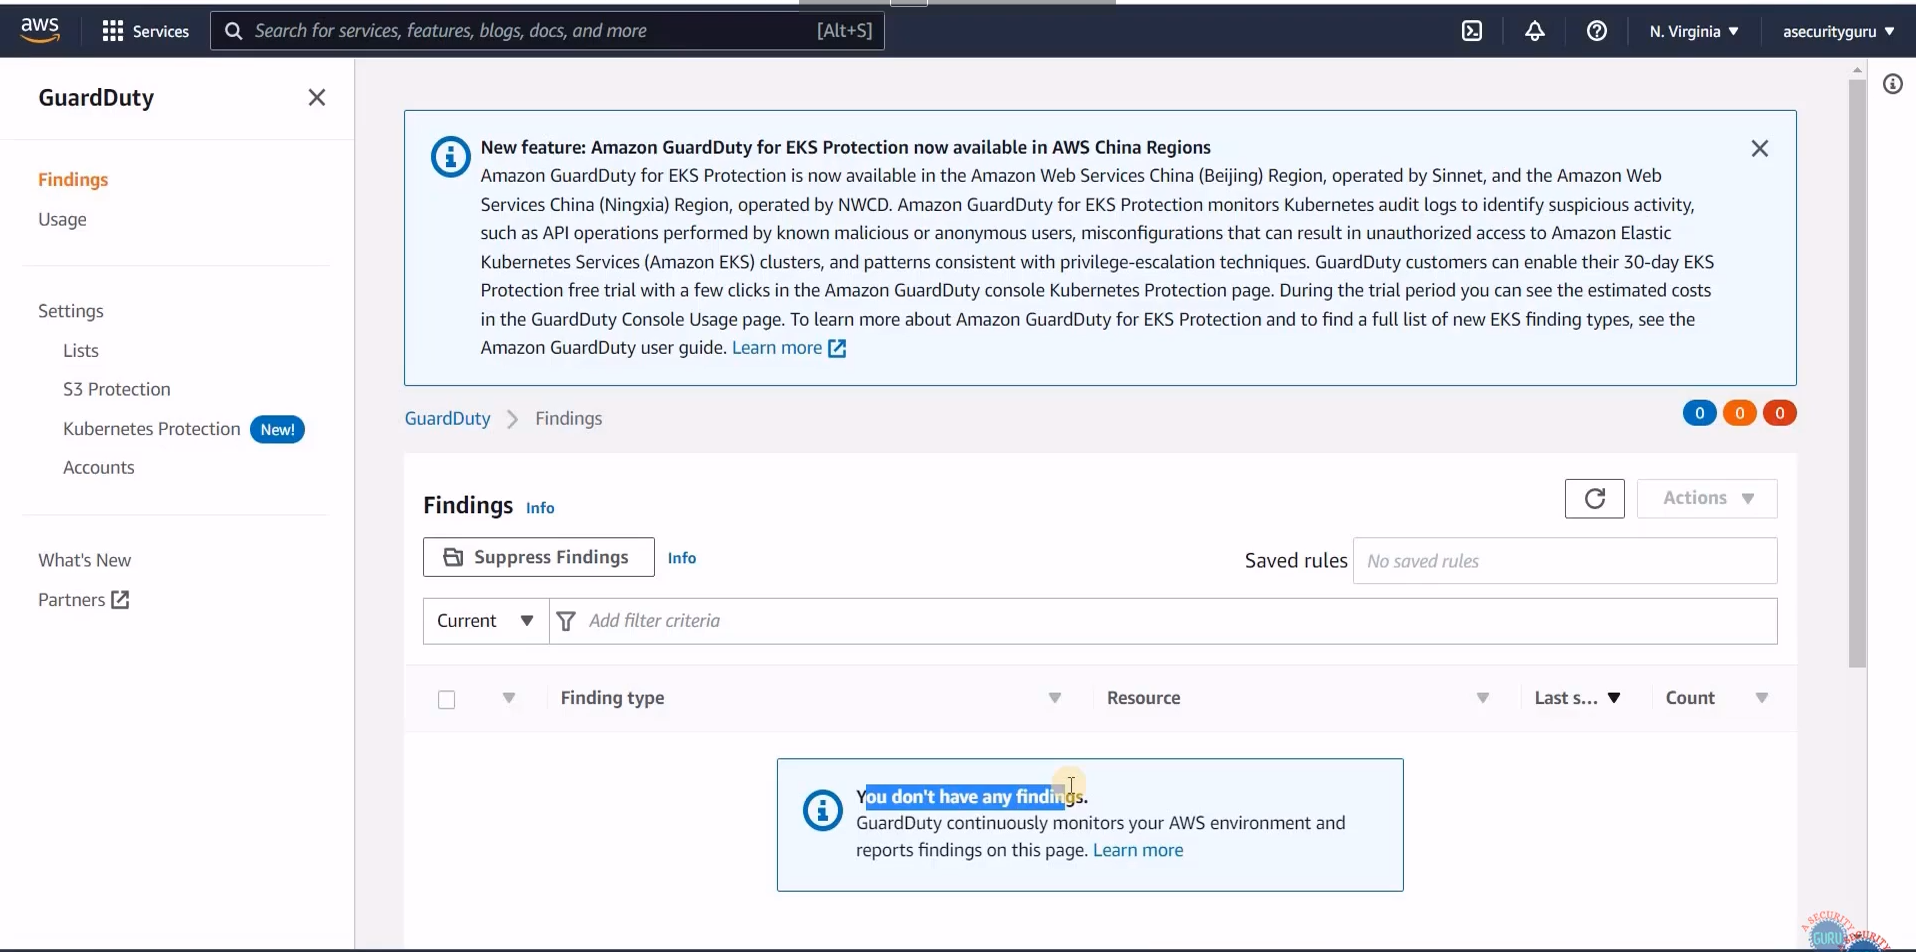 aws
Services
Search for services, features, blogs, docs, and more
[Alt+S]
N. Virginia
asecurityguru
GuardDuty
Findings
Usage
Settings
Lists
S3 Protection
Kubernetes Protection New!
Accounts
What's New
Partners
New feature: Amazon GuardDuty for EKS Protection now available in AWS China Regions
Amazon GuardDuty for EKS Protection is now available in the Amazon Web Services China (Beijing) Region, operated by Sinnet, and the Amazon Web
Services China (Ningxia) Region, operated by NWCD. Amazon GuardDuty for EKS Protection monitors Kubernetes audit logs to identify suspicious activity,
such as API operations performed by known malicious or anonymous users, misconfigurations that can result in unauthorized access to Amazon Elastic
Kubernetes Services (Amazon EKS) clusters, and patterns consistent with privilege-escalation techniques. GuardDuty customers can enable their 30-day EKS
Protection free trial with a few clicks in the Amazon GuardDuty console Kubernetes Protection page. During the trial period you can see the estimated costs
in the GuardDuty Console Usage page. To learn more about Amazon GuardDuty for EKS Protection and to find a full list of new EKS finding types, see the
Amazon GuardDuty user guide. Learn more
GuardDuty
Findings
0 0 0
Findings Info
Actions
Suppress Findings
Info
Saved rules
No saved rules
Current
Add filter criteria
Finding type
Resource
Last s...
Count
You don't have any findings.
GuardDuty continuously monitors your AWS environment and
reports findings on this page. Learn more
SECURITY
GURU